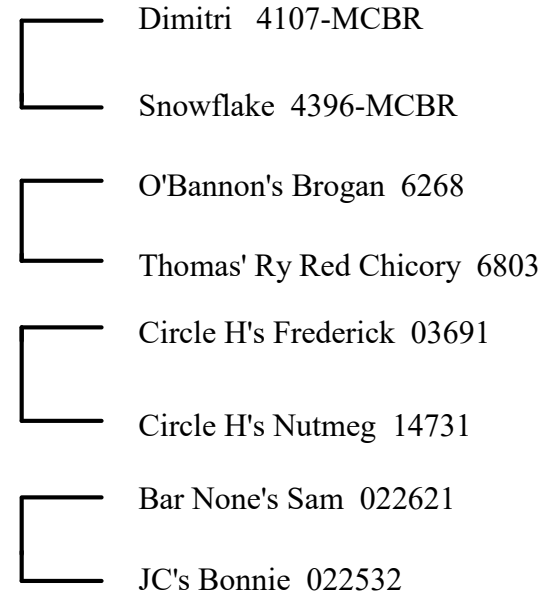 Dimitri 4107-MCBR
Snowflake 4396-MCBR
O'Bannon's Brogan 6268
Thomas' Ry Red Chicory 6803
Circle H's Frederick 03691
Circle H's Nutmeg 14731
Bar None's Sam 022621
JC's Bonnie 022532